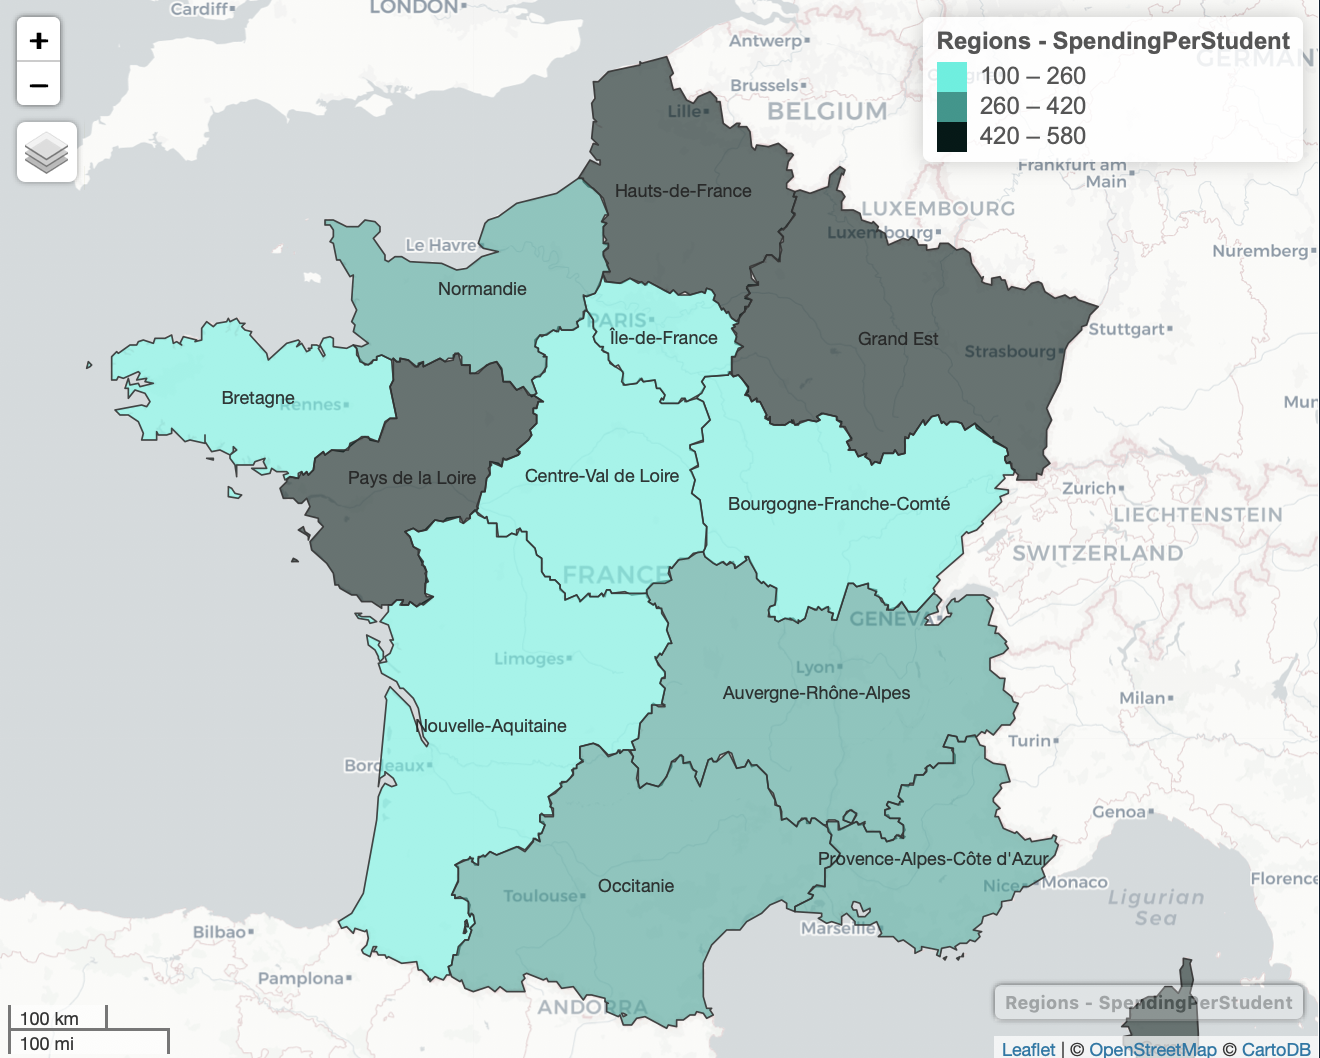 Cardiff
LONDON
+
−
Antwerp
Brussels
BELGIUM
Lille
Regions - SpendingPerStudent
100 – 260
260 – 420
420 – 580
GERMAN
Frankfurt am
Main
Hauts-de-France
LUXEMBOURG
Luxembourg
Nuremberg
Le Havre
Normandie
PARIS
Île-de-France
Grand Est
Strasbourg
Stuttgart
Bretagne
Rennes
Mun
Pays de la Loire
Centre-Val de Loire
Bourgogne-Franche-Comté
Zurich
LIECHTENSTEIN
SWITZERLAND
FRANCE
GENEVA
Limoges
Lyon
Auvergne-Rhône-Alpes
Milan
Nouvelle-Aquitaine
Turin
Bordeaux
Genoa
Provence-Alpes-Côte d'Azur
Occitanie
Toulouse
Nice
Monaco
Florence
Ligurian
Sea
Marseille
Bilbao
Pamplona
ANDORRA
Regions - SpendingPerStudent
100 km
100 mi
Leaflet | © OpenStreetMap © CartoDB